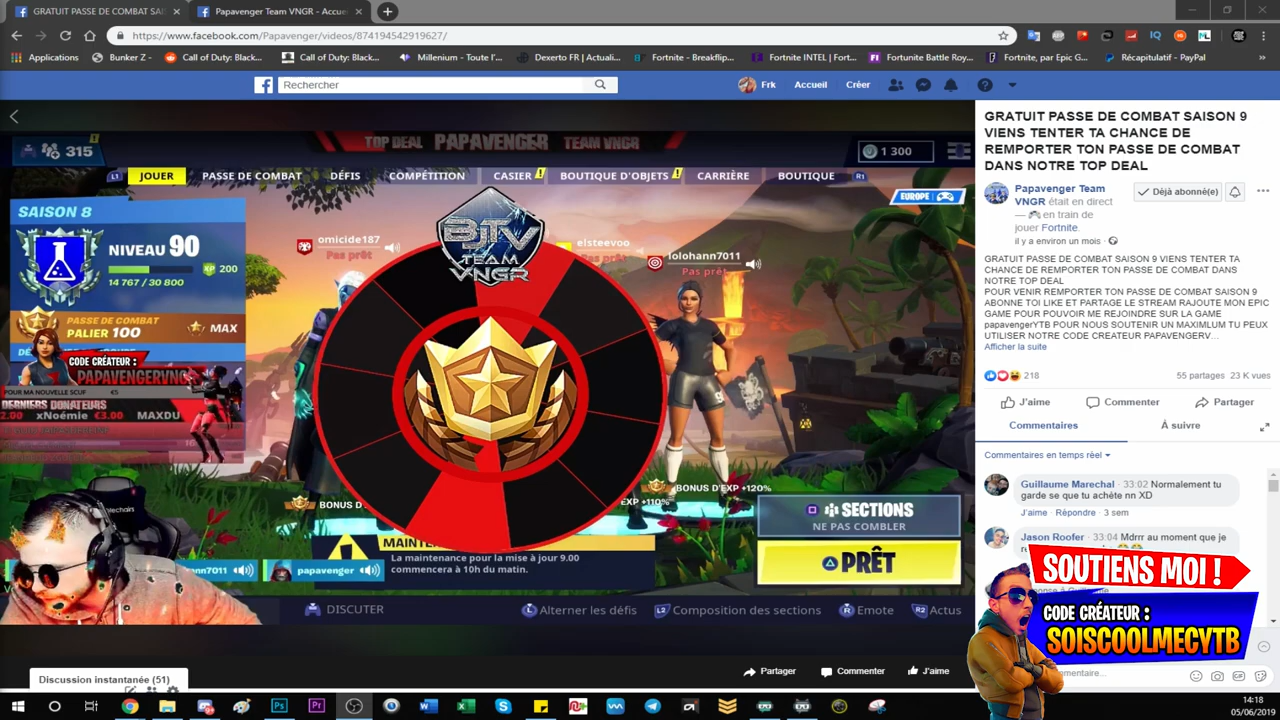 GRATUIT PASSE DE COMBAT SAI
Papavenger Team VNGR - Accue
https://www.facebook.com/Papavenger/videos/874194542919627/
Applications
Bunker Z -
Call of Duty: Black...
Call of Duty: Black...
Millenium - Toute l'...
Dexerto FR | Actuali...
Fortnite - Breakflip...
Fortnite INTEL | Fort...
Fortunite Battle Roy...
Fortnite, par Epic G...
Récapitulatif - PayPal
Rechercher
Frk
Accueil
Créer
315
TOP DEAL PAPAVENGER TEAM VNGR
1 300
L1
JOUER
PASSE DE COMBAT
DÉFIS
COMPÉTITION
CASIER
BOUTIQUE D'OBJETS
CARRIÈRE
BOUTIQUE
R1
EUROPE
SAISON 8
NIVEAU 90
XP 200
14 767 / 30 800
PASSE DE COMBAT
PALIER 100
MAX
CODE CRÉATEUR :
PAPAVENGERVNG
POUR MA NOUVELLE SCUF €5
DERNIERS DONATEURS
xNoémie €3.00 MAXDU
omicide187
Pas prêt
BJTV
TEAM
VNGR
elsteevoo
Pas prêt
lolohann7011
Pas prêt
BONUS D'EXP +120%
EXP +110%
SECTIONS
NE PAS COMBLER
PRÊT
La maintenance pour la mise à jour 9.00
commencera à 10h du matin.
papavenger
DISCUTER
Alterner les défis
L2 Composition des sections
R Emote
R2 Actus
Partager
Commenter
J'aime
Discussion instantanée (51)
GRATUIT PASSE DE COMBAT SAISON 9
VIENS TENTER TA CHANCE DE
REMPORTER TON PASSE DE COMBAT
DANS NOTRE TOP DEAL
Papavenger Team
VNGR était en direct
— en train de
jouer Fortnite.
il y a environ un mois ·
Déjà abonné(e)
GRATUIT PASSE DE COMBAT SAISON 9 VIENS TENTER TA
CHANCE DE REMPORTER TON PASSE DE COMBAT DANS
NOTRE TOP DEAL
POUR VENIR REMPORTER TON PASSE DE COMBAT SAISON 9
ABONNE TOI LIKE ET PARTAGE LE STREAM RAJOUTE MON EPIC
GAME POUR POUVOIR ME REJOINDRE SUR LA GAME
papavengerYTB POUR NOUS SOUTENIR UN MAXIMLUM TU PEUX
UTILISER NOTRE CODE CREATEUR PAPAVENGERV...
Afficher la suite
218
55 partages 23 K vues
J'aime
Commenter
Partager
Commentaires
À suivre
Commentaires en temps réel
Guillaume Marechal · 33:02 Normalement tu
garde se que tu achète nn XD
J'aime · Répondre · 3 sem
Jason Roofer · 33:04 Mdrrr au moment que je
SOUTIENS MOI !
CODE CRÉATEUR :
SOISCOOLMECYTB
14:18
05/06/2019